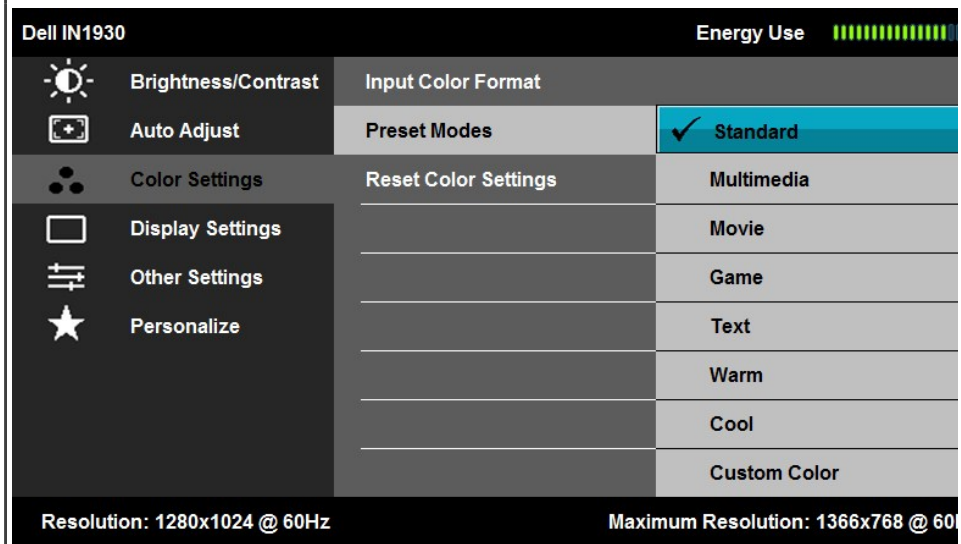 Dell IN1930 Energy Use
Brightness/Contrast Input Color Format
Auto Adjust Preset Modes Standard
Color Settings Reset Color Settings Multimedia
Display Settings Movie
Other Settings Game
Personalize Text
Warm
Cool
Custom Color
Resolution: 1280x1024 @ 60Hz Maximum Resolution: 1366x768 @ 60